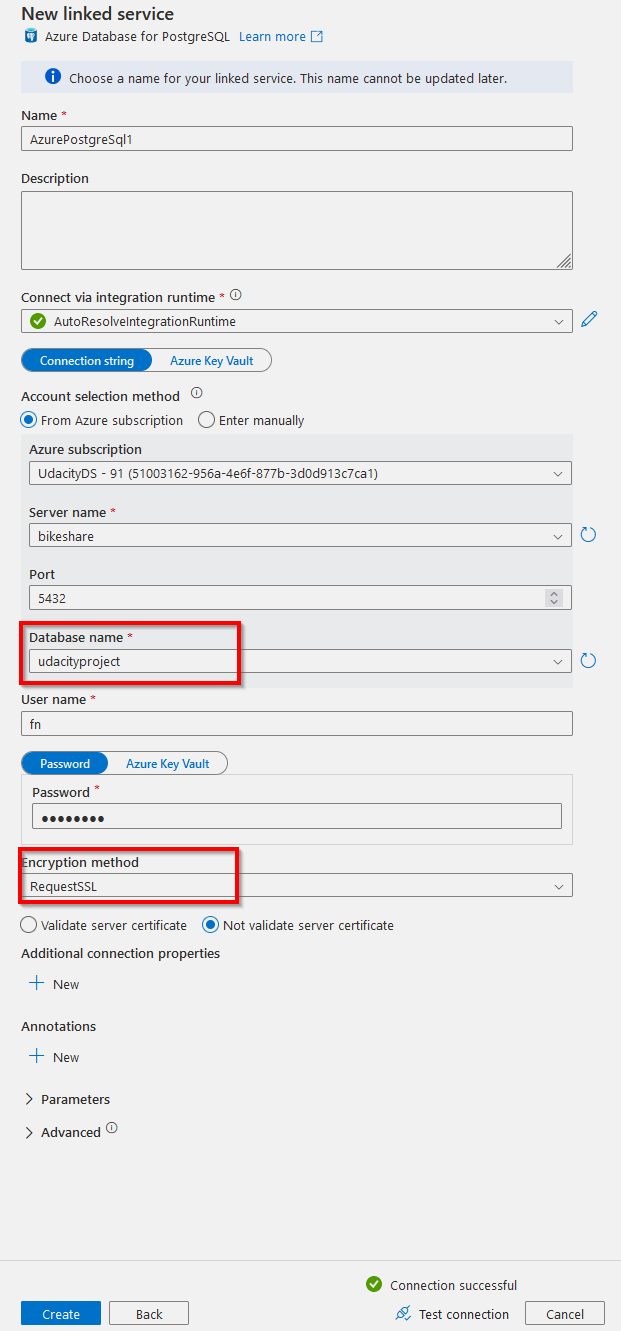 New linked service
Azure Database for PostgreSQL Learn more
Choose a name for your linked service. This name cannot be updated later.
Name *
AzurePostgreSql1
Description
Connect via integration runtime *
AutoResolveIntegrationRuntime
Connection string Azure Key Vault
Account selection method
From Azure subscription Enter manually
Azure subscription
UdacityDS - 91 (51003162-956a-4e6f-877b-3d0d913c7ca1)
Server name *
bikeshare
Port
5432
Database name *
udacityproject
User name *
fn
Password Azure Key Vault
Password *
••••••••
Encryption method
RequestSSL
Validate server certificate Not validate server certificate
Additional connection properties
New
Annotations
New
Parameters
Advanced
Connection successful
Create Back Test connection Cancel